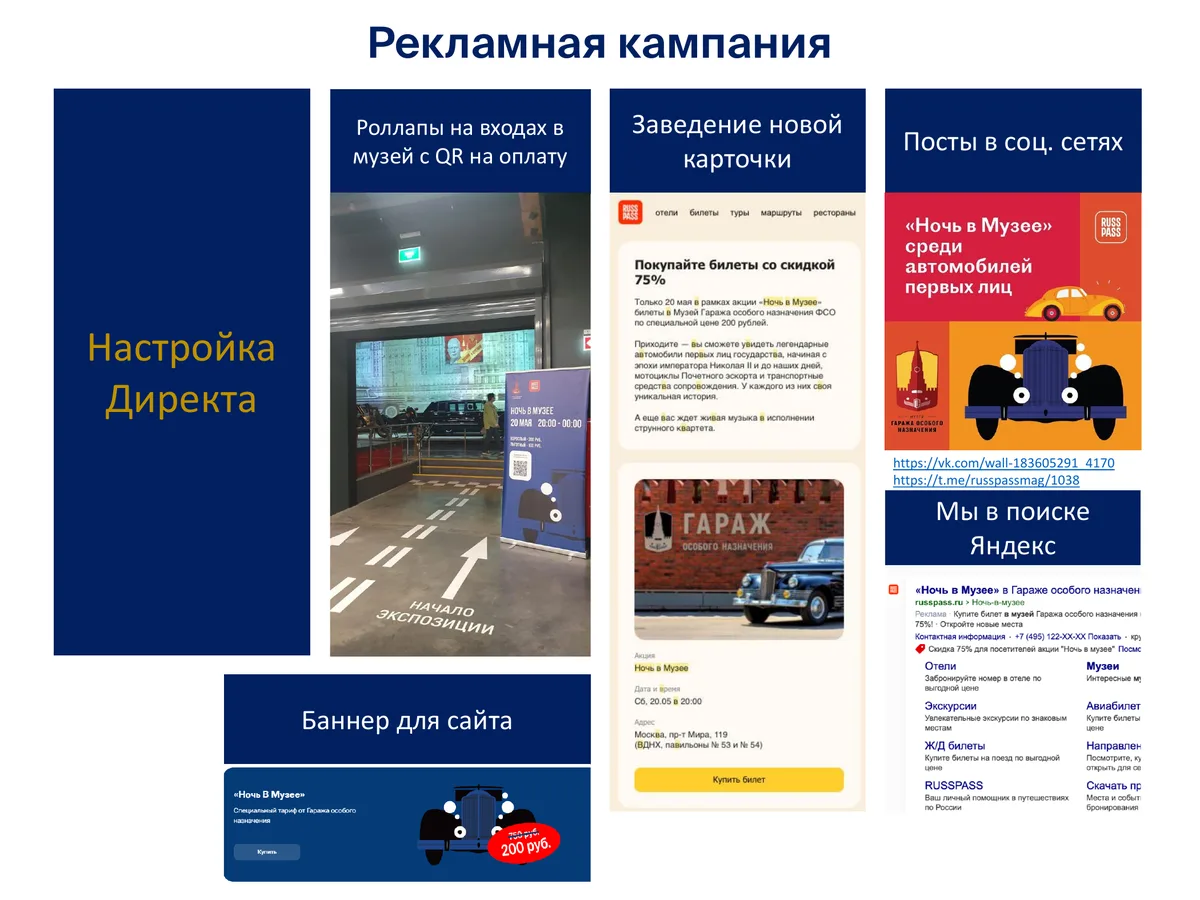 Рекламная кампания
Настройка
Директа
Роллапы на входах в
музей с QR на оплату
НОЧЬ В МУЗЕЕ
20 МАЯ 20:00 - 00:00
НАЧАЛО
ЭКСПОЗИЦИИ
Баннер для сайта
«Ночь В Музее»
Специальный тариф от Гаража особого
назначения
Купить
750 руб.
200 руб.
Заведение новой
карточки
RUSS
PASS
отели билеты туры маршруты рестораны
Покупайте билеты со скидкой
75%
Только 20 мая в рамках акции «Ночь в Музее»
билеты в Музей Гаража особого назначения ФСО
по специальной цене 200 рублей.
Приходите — вы сможете увидеть легендарные
автомобили первых лиц государства, начиная с
эпохи императора Николая II и до наших дней,
мотоциклы Почетного эскорта и транспортные
средства сопровождения. У каждого из них своя
уникальная история.
А еще вас ждет живая музыка в исполнении
струнного квартета.
ГАРАЖ
ОСОБОГО НАЗНАЧЕНИЯ
Акция
Ночь в Музее
Дата и время
Сб, 20.05 в 20:00
Адрес
Москва, пр-т Мира, 119
(ВДНХ, павильоны № 53 и № 54)
Купить билет
Посты в соц. сетях
«Ночь в Музее»
среди
автомобилей
первых лиц
RUSS
PASS
МУЗЕЙ
ГАРАЖА ОСОБОГО
НАЗНАЧЕНИЯ
https://vk.com/wall-183605291_4170
https://t.me/russpassmag/1038
Мы в поиске
Яндекс
«Ночь в Музее» в Гараже особого назначен
russpass.ru > Ночь-в-музее
Реклама Купите билет в музей Гаража особого назначения
75%! · Откройте новые места
Контактная информация · +7 (495) 122-XX-XX Показать · кру
Скидка 75% для посетителей акции "Ночь в музее" Посмо
Отели
Забронируйте номер в отеле по
выгодной цене
Музеи
Интересные му
Экскурсии
Увлекательные экскурсии по знаковым
местам
Авиабилет
Купите билеты
цене
Ж/Д билеты
Купите билеты на поезд по выгодной
цене
Направлен
Посмотрите, ку
открыть для се
RUSSPASS
Ваш личный помощник в путешествиях
по России
Скачать пр
Места и событ
бронирования